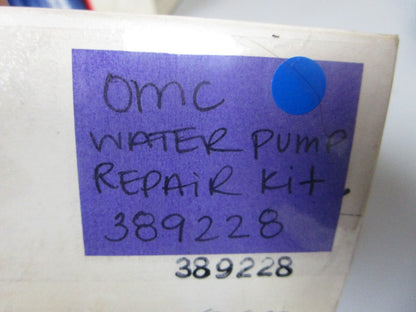 OMC
WATER PUMP
REPAIR Kit
389228
389228